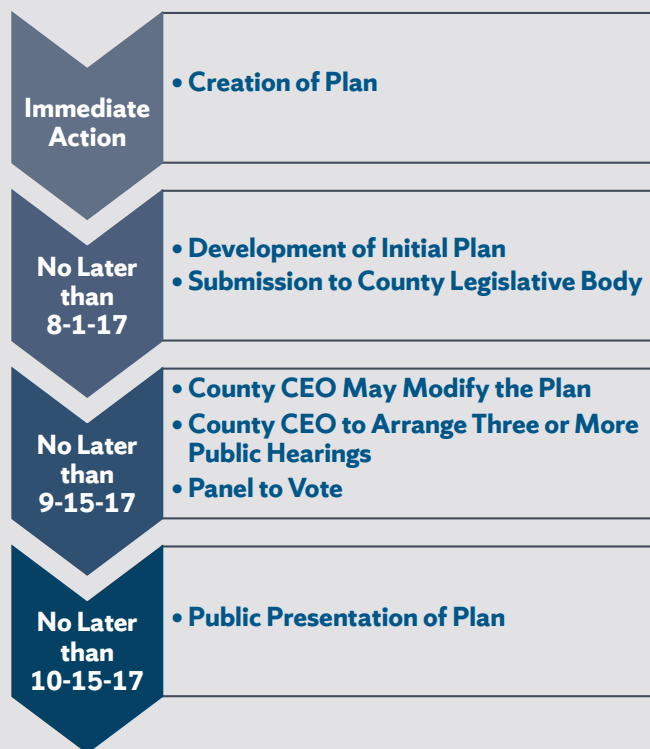 Immediate
Action
• Creation of Plan
No Later
than
8-1-17
• Development of Initial Plan
• Submission to County Legislative Body
No Later
than
9-15-17
• County CEO May Modify the Plan
• County CEO to Arrange Three or More
Public Hearings
• Panel to Vote
No Later
than
10-15-17
• Public Presentation of Plan